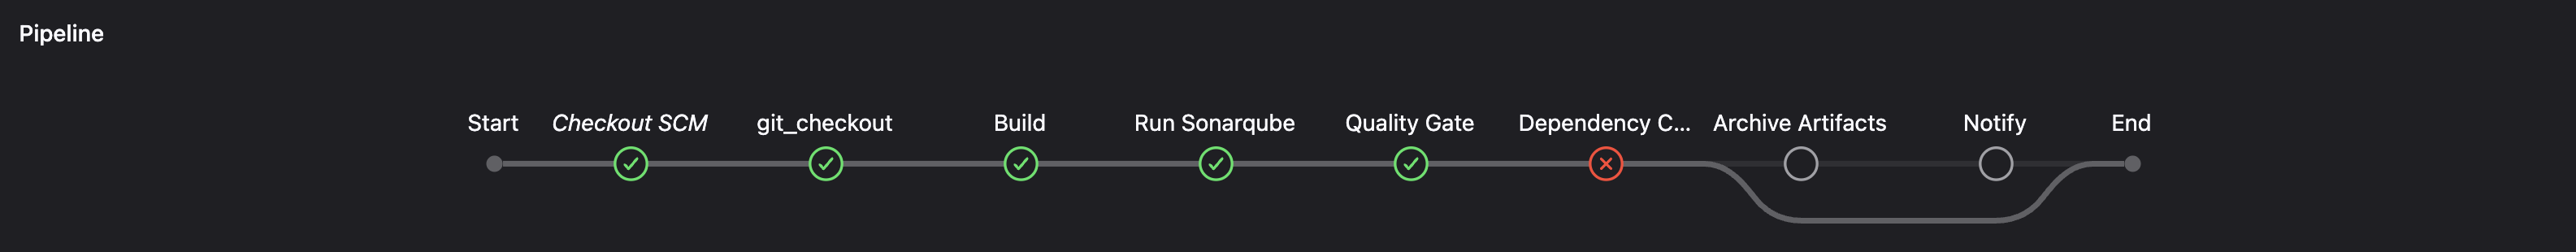 Pipeline
Start
Checkout SCM
git_checkout
Build
Run Sonarqube
Quality Gate
Dependency C...
Archive Artifacts
Notify
End